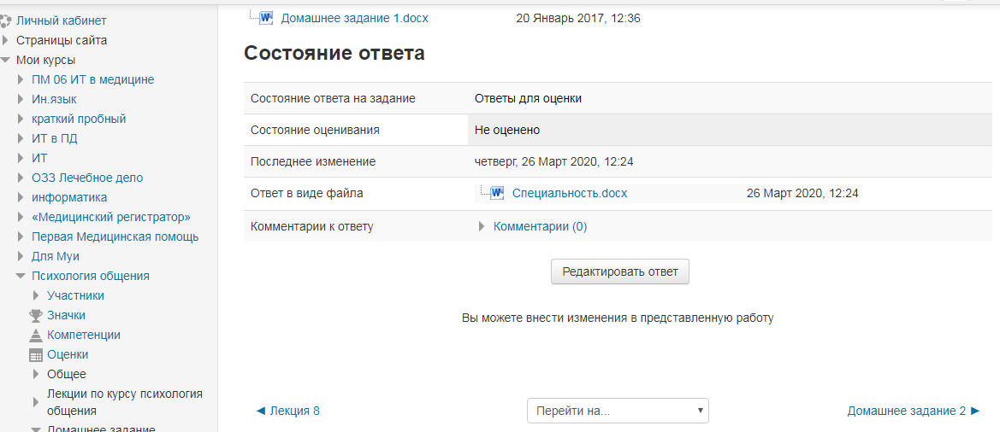 Личный кабинет
Страницы сайта
Мои курсы
ПМ 06 ИТ в медицине
Ин.язык
краткий пробный
ИТ в ПД
ИТ
ОЗЗ Лечебное дело
информатика
«Медицинский регистратор»
Первая Медицинская помощь
Для Муи
Психология общения
Участники
Значки
Компетенции
Оценки
Общее
Лекции по курсу психология
общения
Домашнее задание
Домашнее задание 1.docx 20 Январь 2017, 12:36
Состояние ответа
Состояние ответа на задание Ответы для оценки
Состояние оценивания Не оценено
Последнее изменение четверг, 26 Март 2020, 12:24
Ответ в виде файла Специальность.docx 26 Март 2020, 12:24
Комментарии к ответу Комментарии (0)
Редактировать ответ
Вы можете внести изменения в представленную работу
◄ Лекция 8 Перейти на... Домашнее задание 2 ►